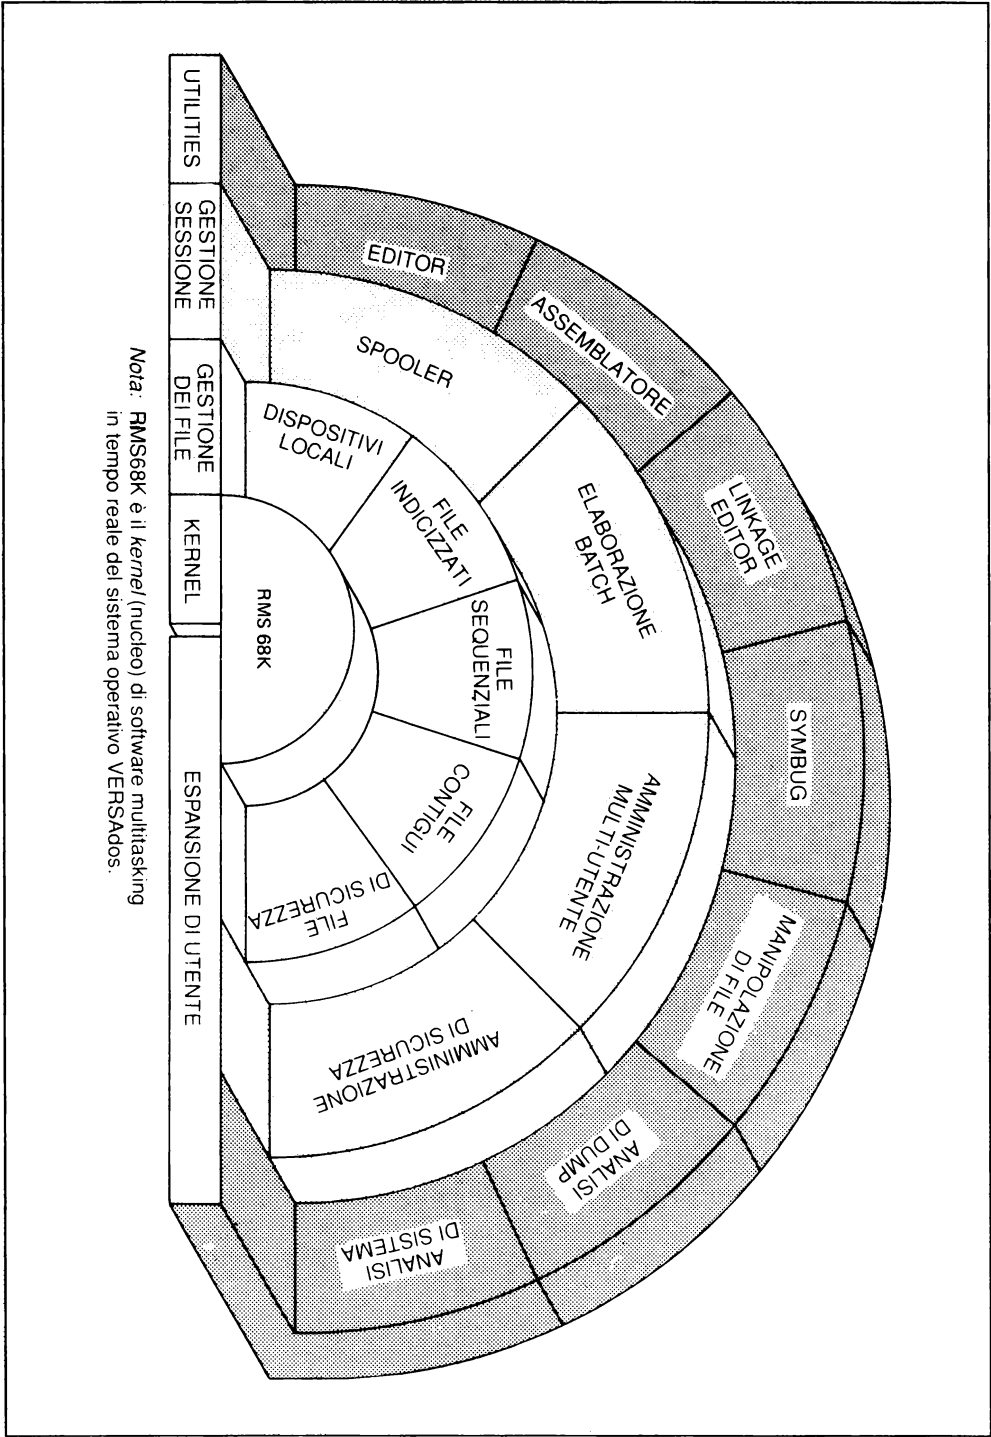 EDITOR
ASSEMBLATORE
LINKAGE
EDITOR
SYMBUG
MANIPOLAZIONE
DI FILE
ANALISI
DI DUMP
ANALISI
DI SISTEMA
SPOOLER
ELABORAZIONE
BATCH
AMMINISTRAZIONE
MULTI-UTENTE
AMMINISTRAZIONE
DI SICUREZZA
DISPOSITIVI
LOCALI
FILE
INDICIZZATI
FILE
SEQUENZIALI
FILE
CONTIGUI
FILE
DI SICUREZZA
RMS 68K
UTILITIES
GESTIONE
SESSIONE
GESTIONE
DEI FILE
KERNEL
ESPANSIONE DI UTENTE
Nota: RMS68K è il kernel (nucleo) di software multitasking
in tempo reale del sistema operativo VERSAdos.